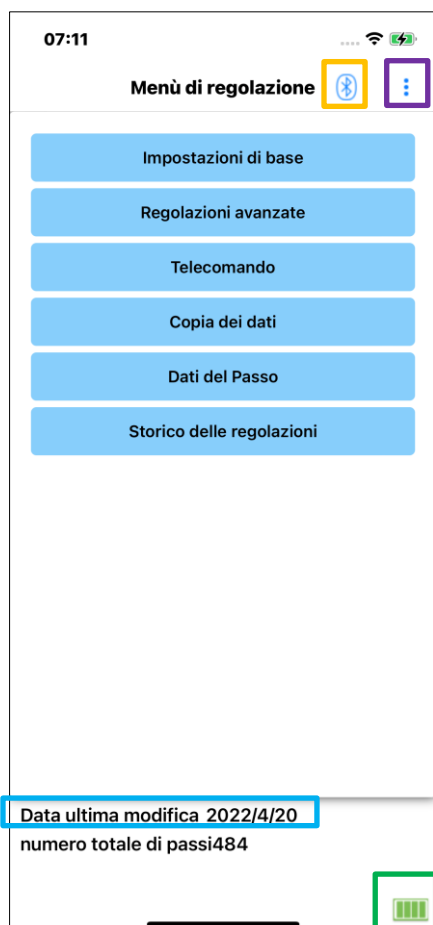 07:11
Menù di regolazione
Impostazioni di base
Regolazioni avanzate
Telecomando
Copia dei dati
Dati del Passo
Storico delle regolazioni
Data ultima modifica 2022/4/20
numero totale di passi484